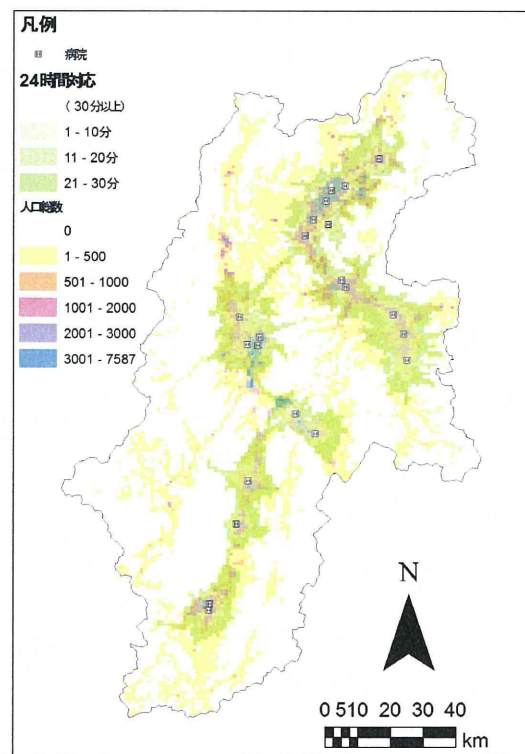 凡例
病院
24時間対応
(30分以上)
1 - 10分
11 - 20分
21 - 30分
人口総数
0
1 - 500
501 - 1000
1001 - 2000
2001 - 3000
3001 - 7587
N
0 5 10 20 30 40
km